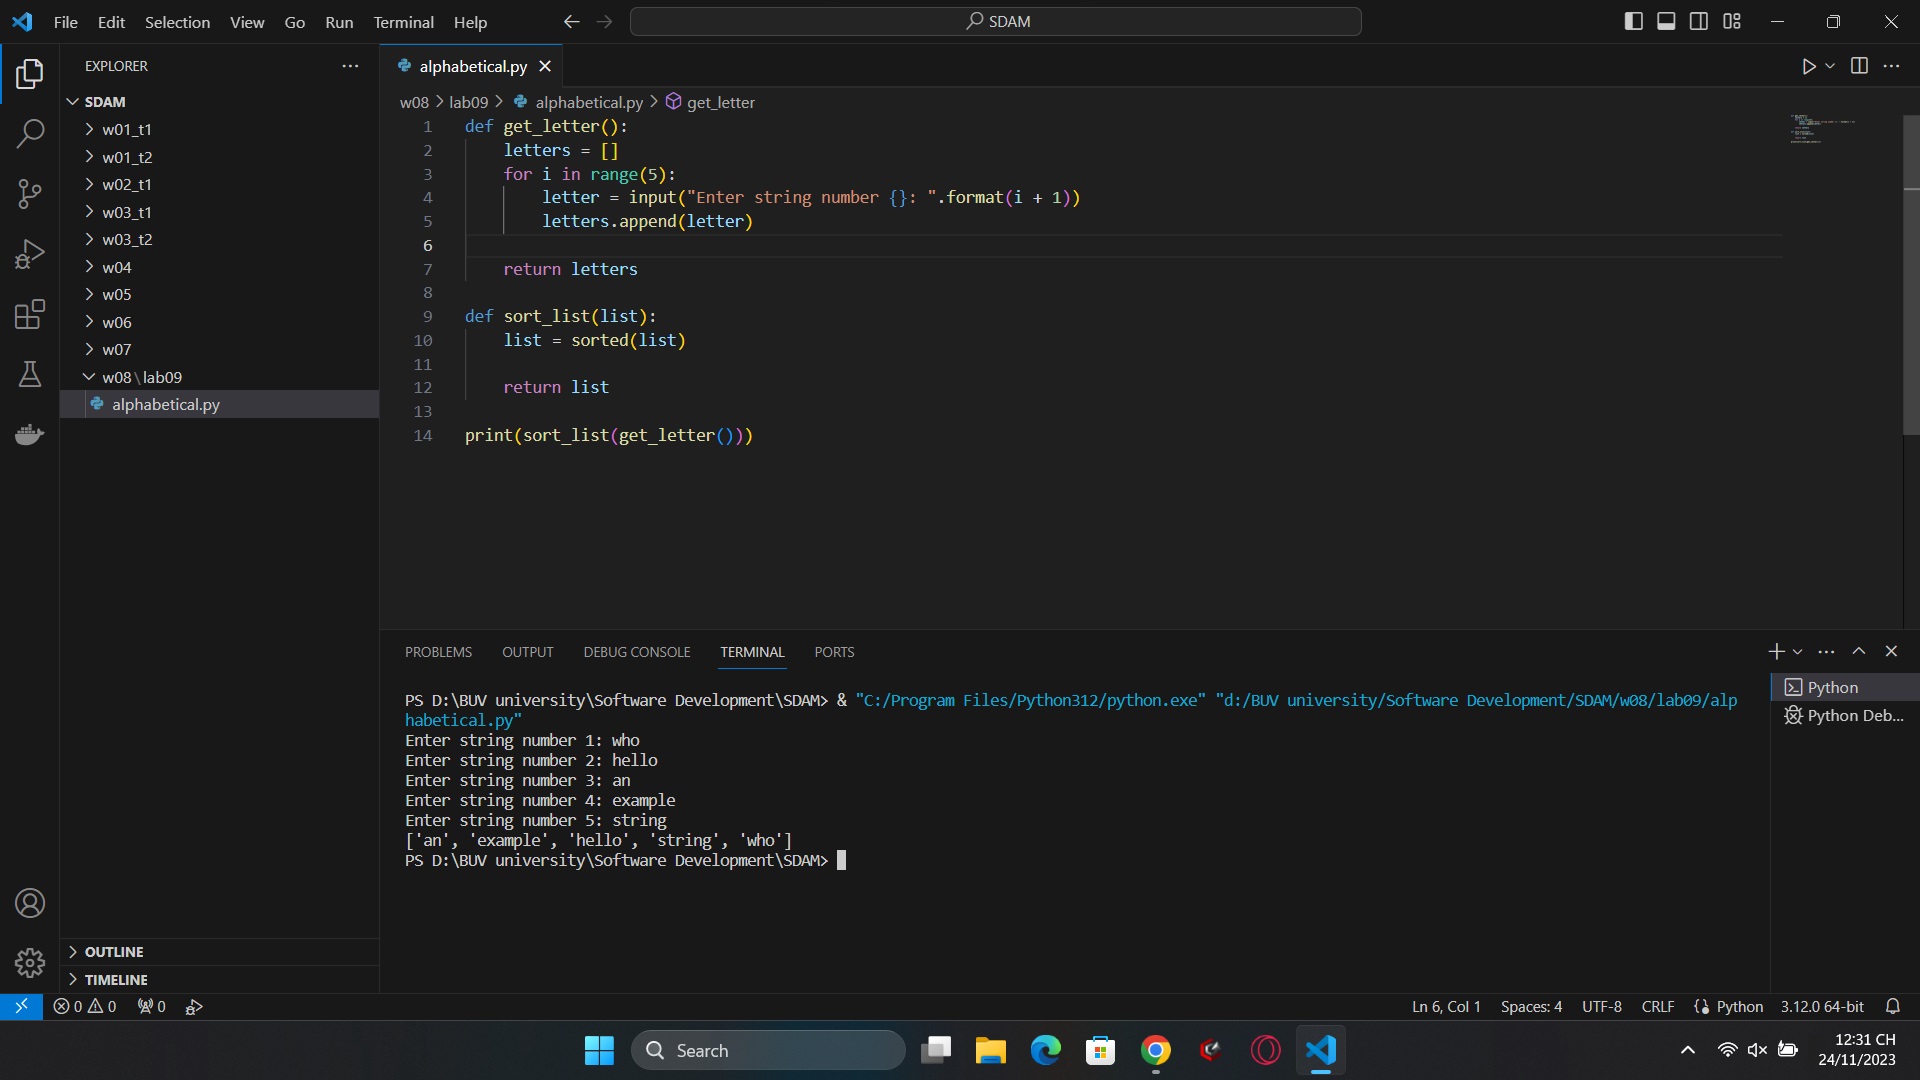 File Edit Selection View Go Run Terminal Help
SDAM
EXPLORER
SDAM
w01_t1
w01_t2
w02_t1
w03_t1
w03_t2
w04
w05
w06
w07
w08\lab09
alphabetical.py
OUTLINE
TIMELINE
alphabetical.py
w08 > lab09 > alphabetical.py > get_letter
1 def get_letter():
2     letters = []
3     for i in range(5):
4         letter = input("Enter string number {}: ".format(i + 1))
5         letters.append(letter)
6
7     return letters
8
9 def sort_list(list):
10     list = sorted(list)
11
12     return list
13
14 print(sort_list(get_letter()))
PROBLEMS OUTPUT DEBUG CONSOLE TERMINAL PORTS
PS D:\BUV university\Software Development\SDAM> & "C:/Program Files/Python312/python.exe" "d:/BUV university/Software Development/SDAM/w08/lab09/alp
habetical.py"
Enter string number 1: who
Enter string number 2: hello
Enter string number 3: an
Enter string number 4: example
Enter string number 5: string
['an', 'example', 'hello', 'string', 'who']
PS D:\BUV university\Software Development\SDAM>
Python
Python Deb...
0 0 0
Ln 6, Col 1 Spaces: 4 UTF-8 CRLF Python 3.12.0 64-bit
Search
12:31 CH
24/11/2023